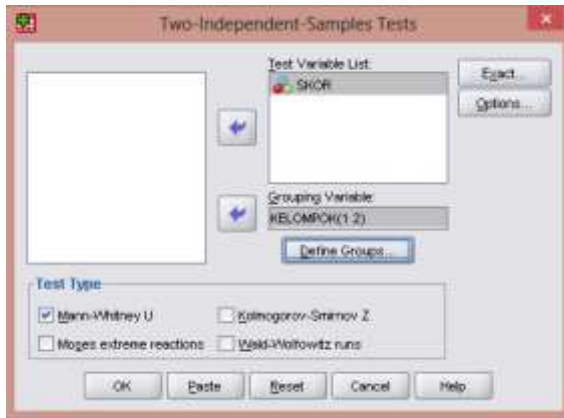 Two-Independent-Samples Tests
Test Variable List:
SKOR
Exact...
Options...
Grouping Variable:
KELOMPOK(1 2)
Define Groups...
Test Type
Mann-Whitney U
Kolmogorov-Smirnov Z
Moses extreme reactions
Wald-Wolfowitz runs
OK
Paste
Reset
Cancel
Help